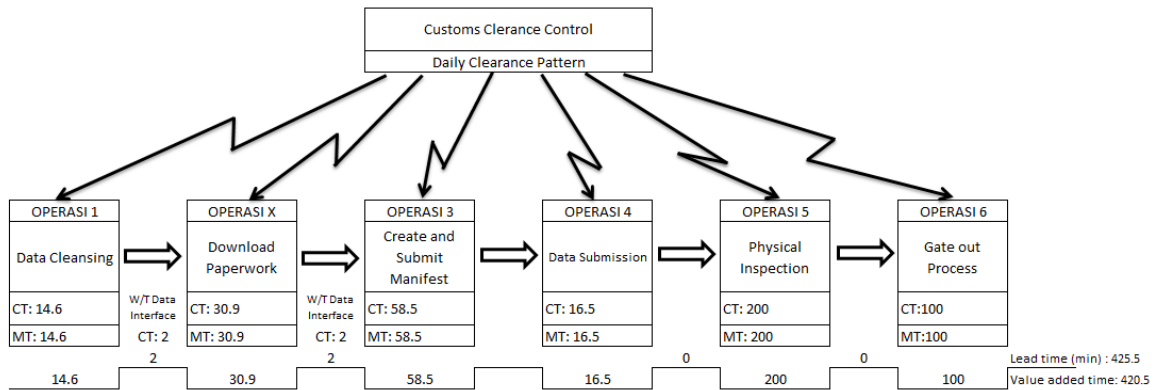 Customs Clerance Control
Daily Clearance Pattern
OPERASI 1
OPERASI X
OPERASI 3
OPERASI 4
OPERASI 5
OPERASI 6
Data Cleansing
Download
Paperwork
Create and
Submit
Manifest
Data Submission
Physical
Inspection
Gate out
Process
CT: 14.6
W/T Data
Interface
CT: 30.9
W/T Data
Interface
CT: 58.5
CT: 16.5
CT: 200
CT:100
MT: 14.6
CT: 2
MT: 30.9
CT: 2
MT: 58.5
MT: 16.5
MT: 200
MT:100
2
2
0
0
Lead time (min) : 425.5
14.6
30.9
58.5
16.5
200
100
Value added time: 420.5